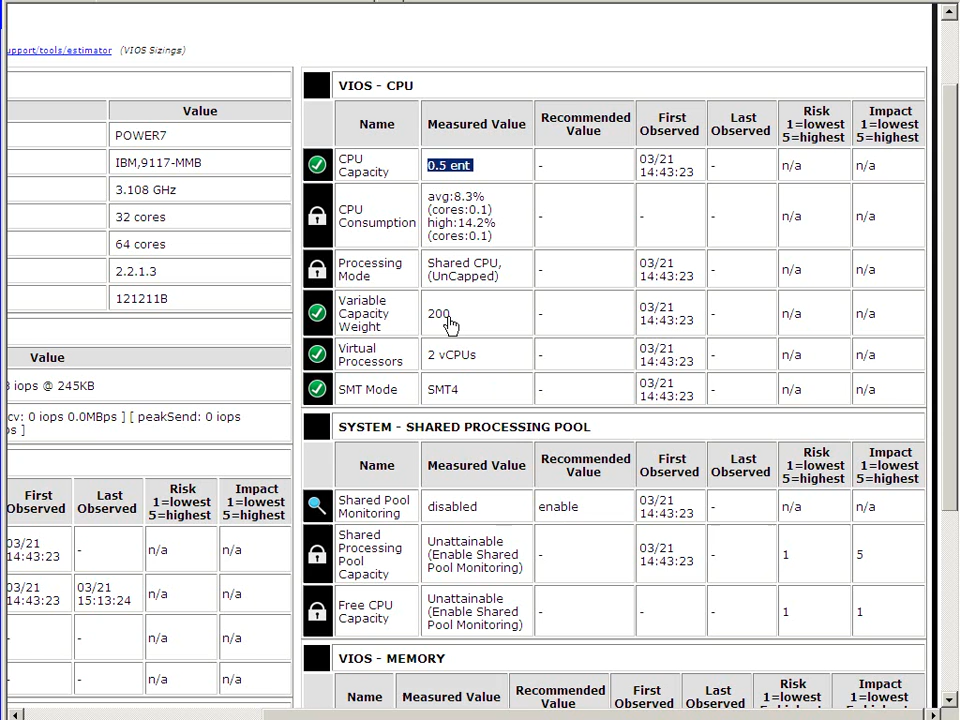 upport/tools/estimator (VIOS Sizings)
Value
POWER7
IBM,9117-MMB
3.108 GHz
32 cores
64 cores
2.2.1.3
121211B
Value
iops @ 245KB
cv: 0 iops 0.0MBps ] [ peakSend: 0 iops
ps ]
First Observed
Last Observed
Risk 1=lowest 5=highest
Impact 1=lowest 5=highest
03/21 14:43:23 - n/a n/a
03/21 14:43:23 03/21 15:13:24 n/a n/a
- - n/a n/a
- - n/a n/a
VIOS - CPU
Name
Measured Value
Recommended Value
First Observed
Last Observed
Risk 1=lowest 5=highest
Impact 1=lowest 5=highest
CPU Capacity 0.5 ent - 03/21 14:43:23 - n/a n/a
CPU Consumption avg:8.3% (cores:0.1) high:14.2% (cores:0.1) - - - n/a n/a
Processing Mode Shared CPU, (UnCapped) - 03/21 14:43:23 - n/a n/a
Variable Capacity Weight 200 - 03/21 14:43:23 - n/a n/a
Virtual Processors 2 vCPUs - 03/21 14:43:23 - n/a n/a
SMT Mode SMT4 - 03/21 14:43:23 - n/a n/a
SYSTEM - SHARED PROCESSING POOL
Name
Measured Value
Recommended Value
First Observed
Last Observed
Risk 1=lowest 5=highest
Impact 1=lowest 5=highest
Shared Pool Monitoring disabled enable 03/21 14:43:23 - n/a n/a
Shared Processing Pool Capacity Unattainable (Enable Shared Pool Monitoring) - 03/21 14:43:23 - 1 5
Free CPU Capacity Unattainable (Enable Shared Pool Monitoring) - - - 1 1
VIOS - MEMORY
Name
Measured Value
Recommended Value
First Observed
Last Observed
Risk 1=lowest
Impact 1=lowest